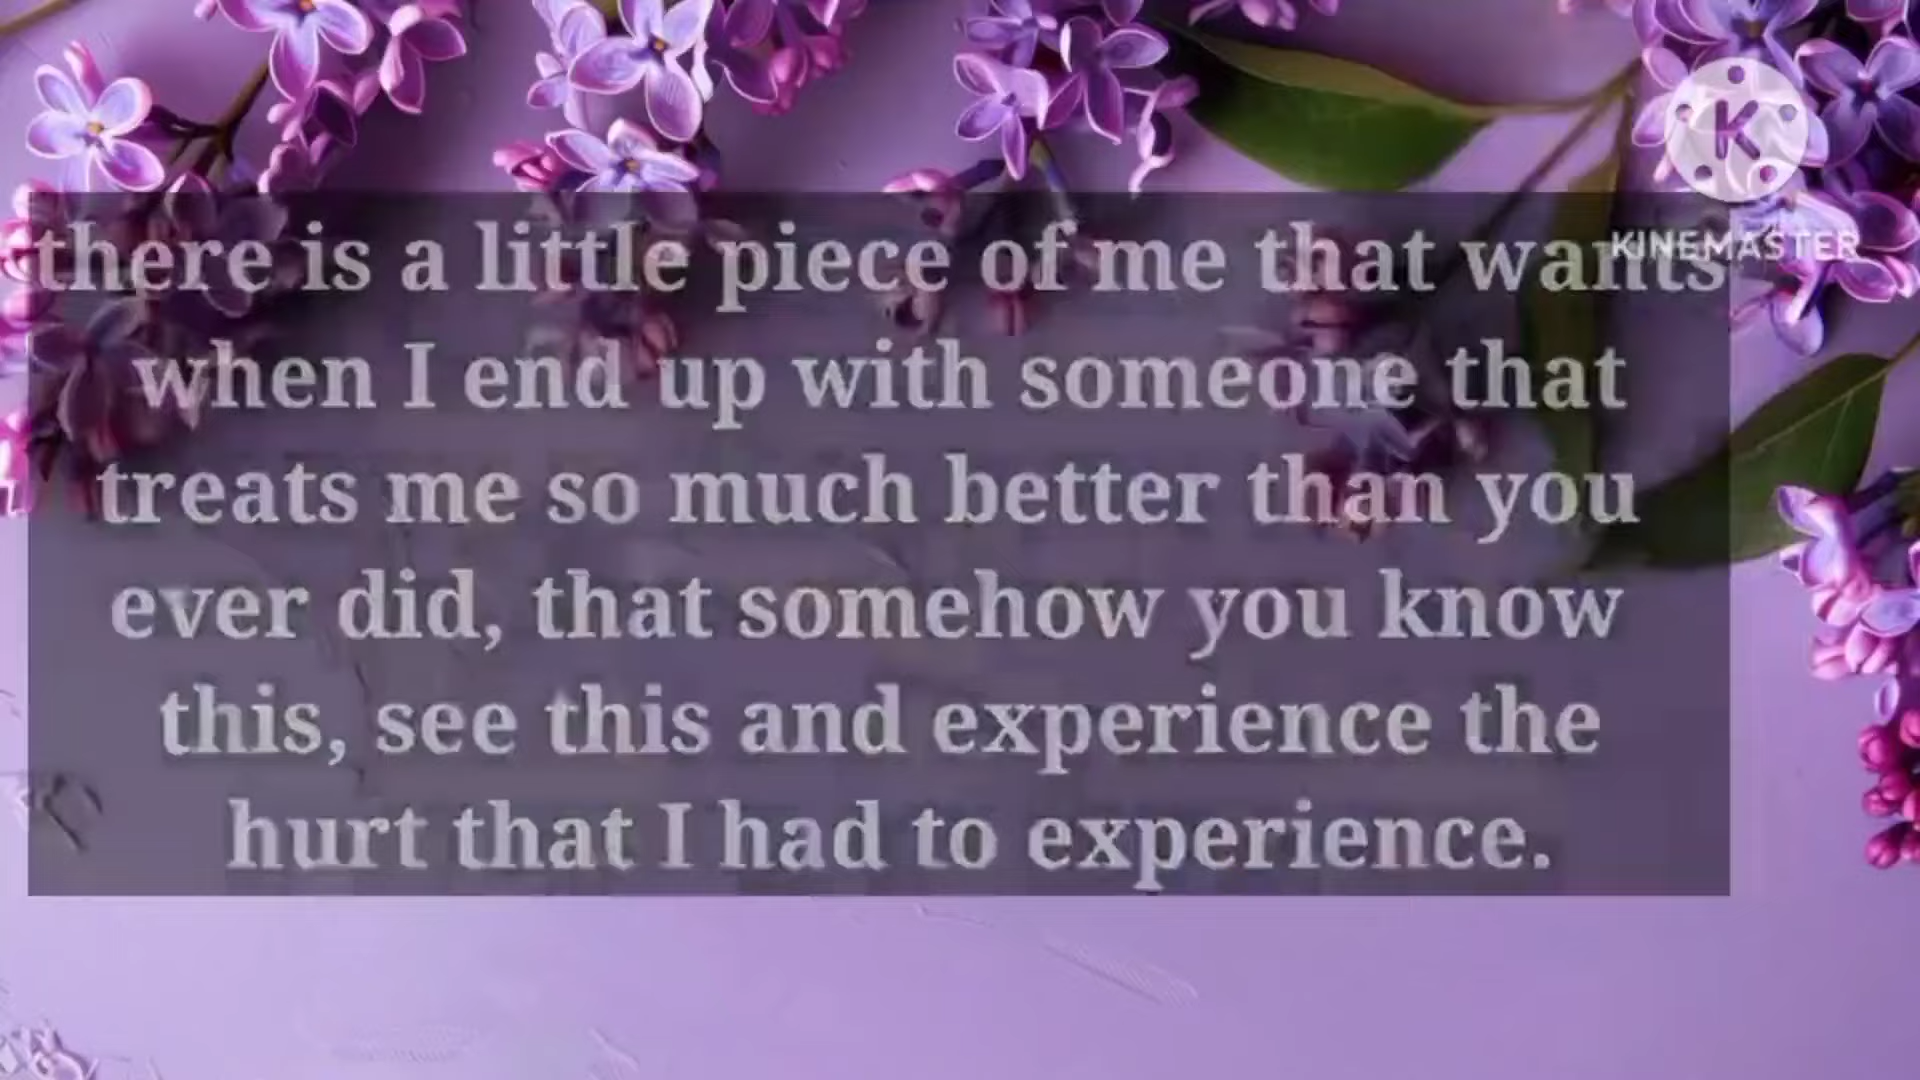 K
KINEMASTER
there is a little piece of me that wants
when I end up with someone that
treats me so much better than you
ever did, that somehow you know
this, see this and experience the
hurt that I had to experience.